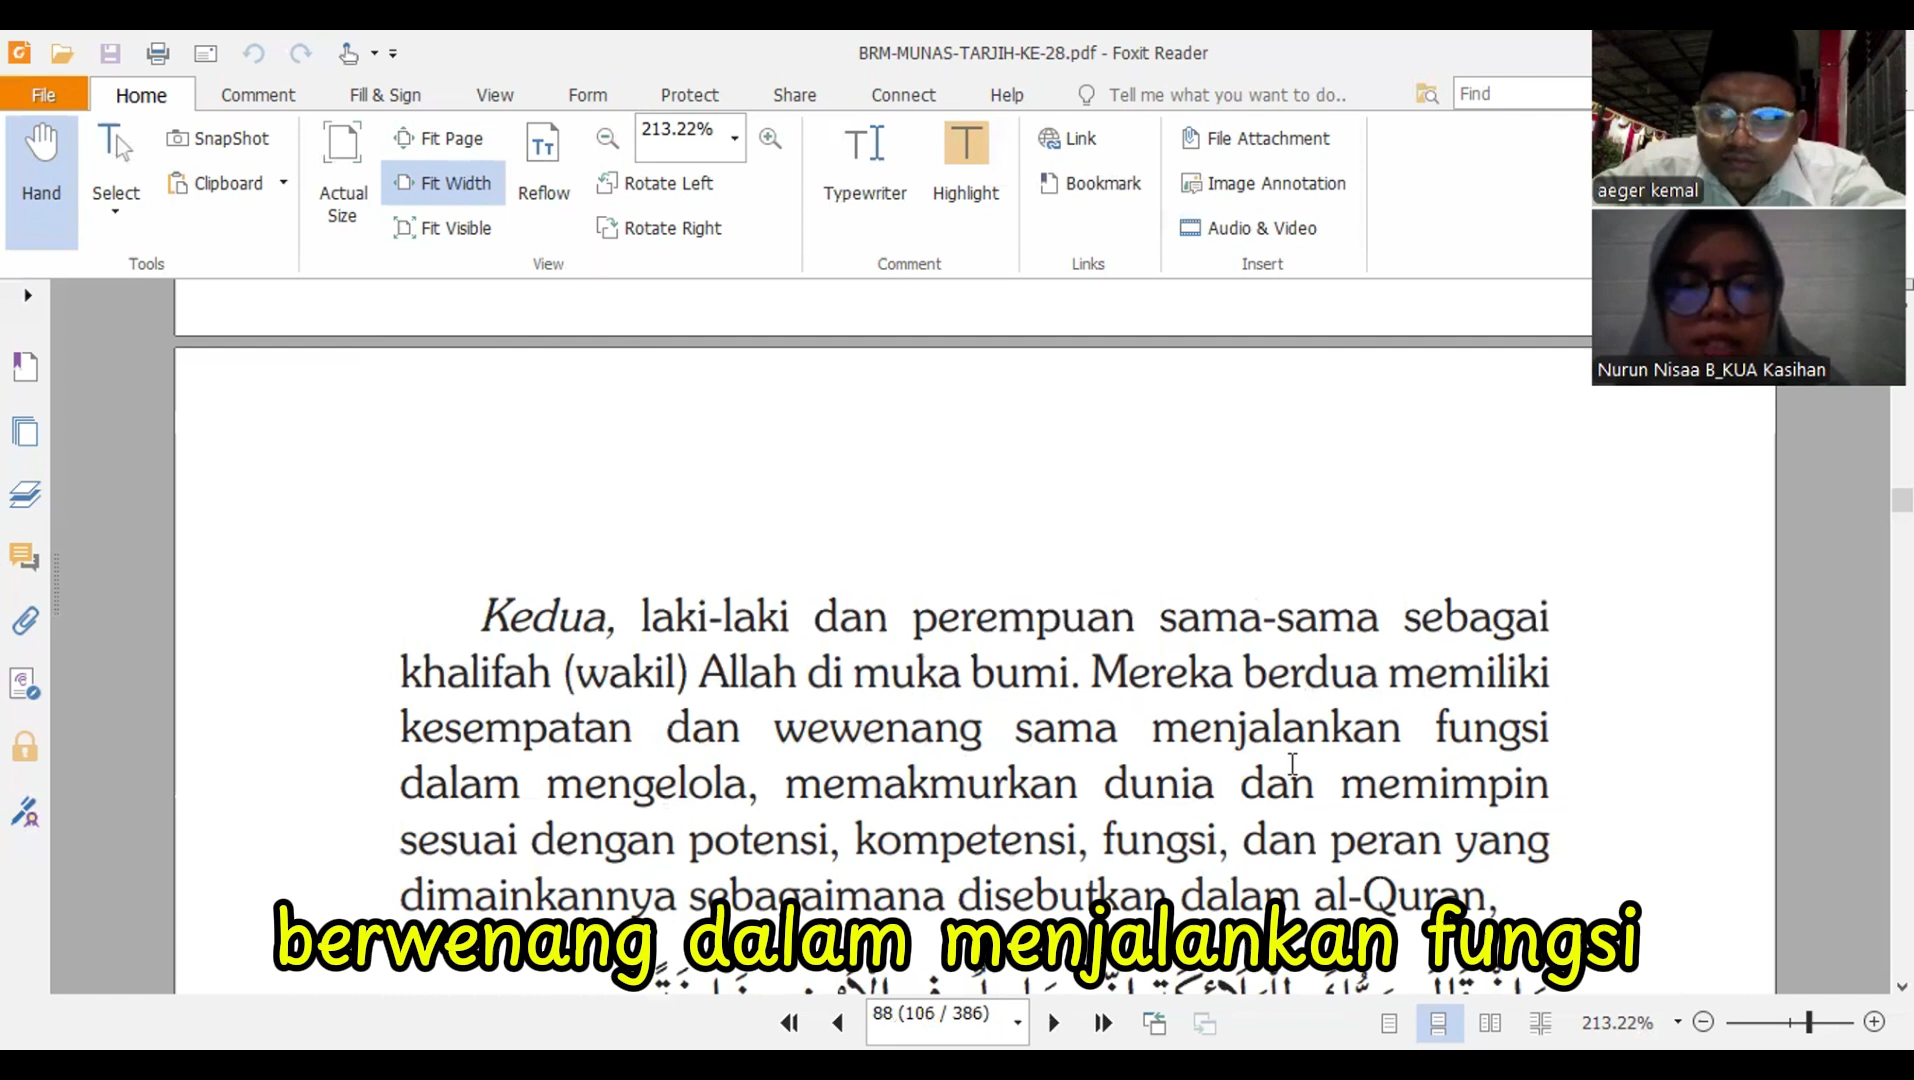 BRM-MUNAS-TARJIH-KE-28.pdf - Foxit Reader
File Home Comment Fill & Sign View Form Protect Share Connect Help Tell me what you want to do.. Find
Hand
Select
SnapShot
Clipboard
Tools
Actual Size
Fit Page
Fit Width
Fit Visible
Reflow
213.22%
Rotate Left
Rotate Right
View
Typewriter
Highlight
Comment
Link
Bookmark
Links
File Attachment
Image Annotation
Audio & Video
Insert
aeger kemal
Nurun Nisaa B_KUA Kasihan
Kedua, laki-laki dan perempuan sama-sama sebagai
khalifah (wakil) Allah di muka bumi. Mereka berdua memiliki
kesempatan dan wewenang sama menjalankan fungsi
dalam mengelola, memakmurkan dunia dan memimpin
sesuai dengan potensi, kompetensi, fungsi, dan peran yang
dimainkannya sebagaimana disebutkan dalam al-Quran,
berwenang dalam menjalankan fungsi
88 (106 / 386)
213.22%